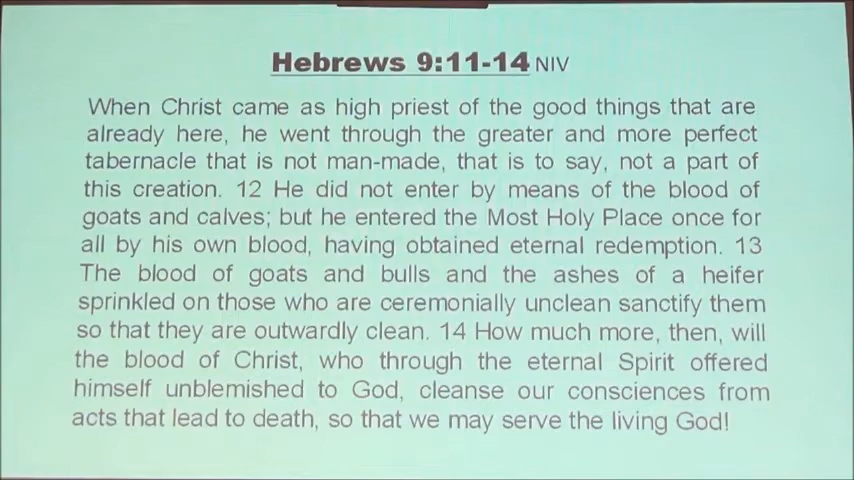 Hebrews 9:11-14 NIV
When Christ came as high priest of the good things that are
already here, he went through the greater and more perfect
tabernacle that is not man-made, that is to say, not a part of
this creation. 12 He did not enter by means of the blood of
goats and calves; but he entered the Most Holy Place once for
all by his own blood, having obtained eternal redemption. 13
The blood of goats and bulls and the ashes of a heifer
sprinkled on those who are ceremonially unclean sanctify them
so that they are outwardly clean. 14 How much more, then, will
the blood of Christ, who through the eternal Spirit offered
himself unblemished to God, cleanse our consciences from
acts that lead to death, so that we may serve the living God!